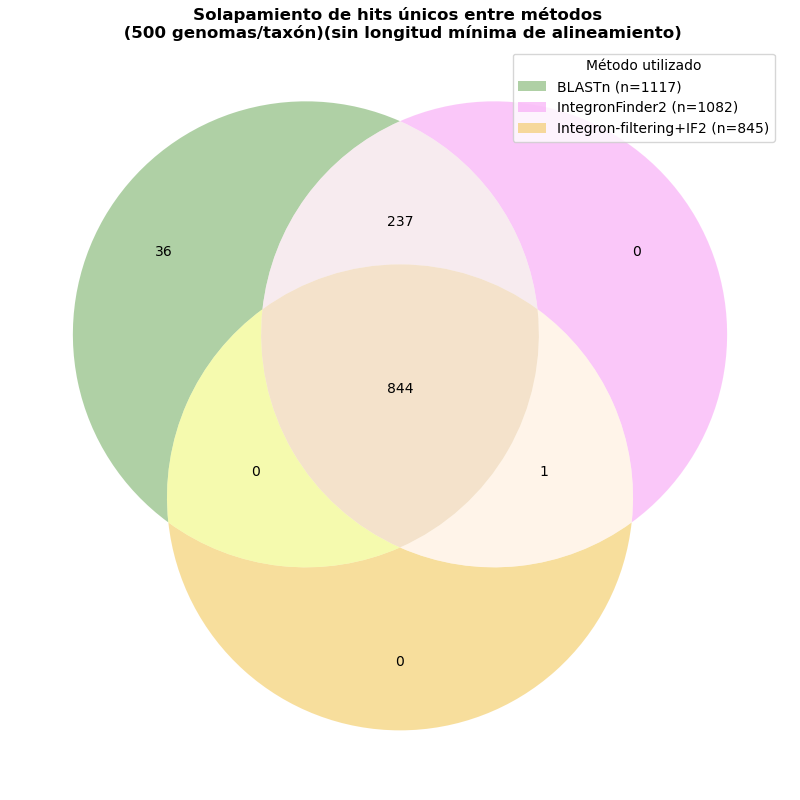 Solapamiento de hits únicos entre métodos
(500 genomas/taxón)(sin longitud mínima de alineamiento)
Método utilizado
BLASTn (n=1117)
IntegronFinder2 (n=1082)
Integron-filtering+IF2 (n=845)
237
36
0
844
0
1
0